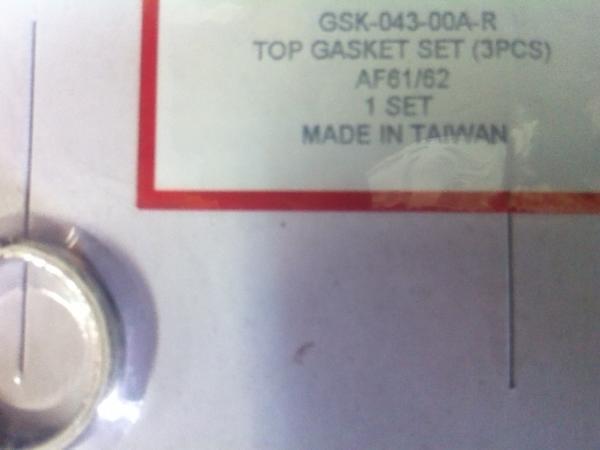 GSK-043-00A-R
TOP GASKET SET (3PCS)
AF61/62
1 SET
MADE IN TAIWAN